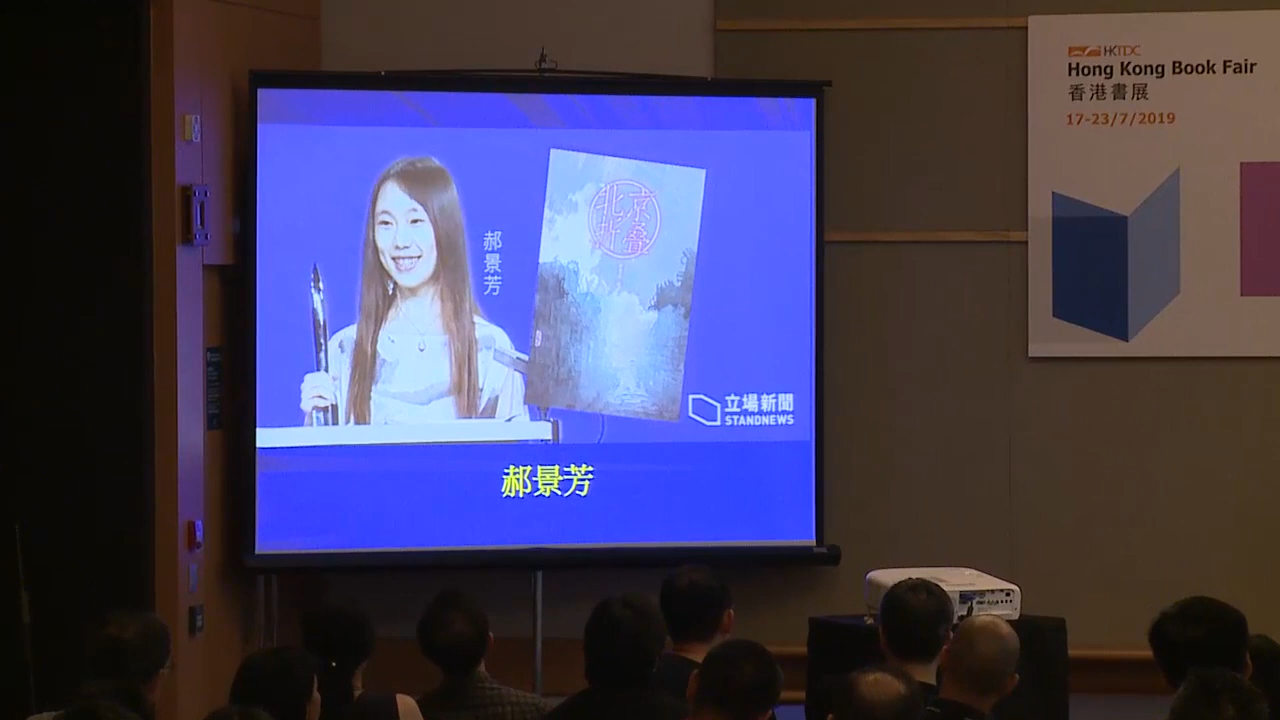 郝景芳
北京
折叠
立場新聞
STANDNEWS
郝景芳
HKTDC
Hong Kong Book Fair
香港書展
17-23/7/2019